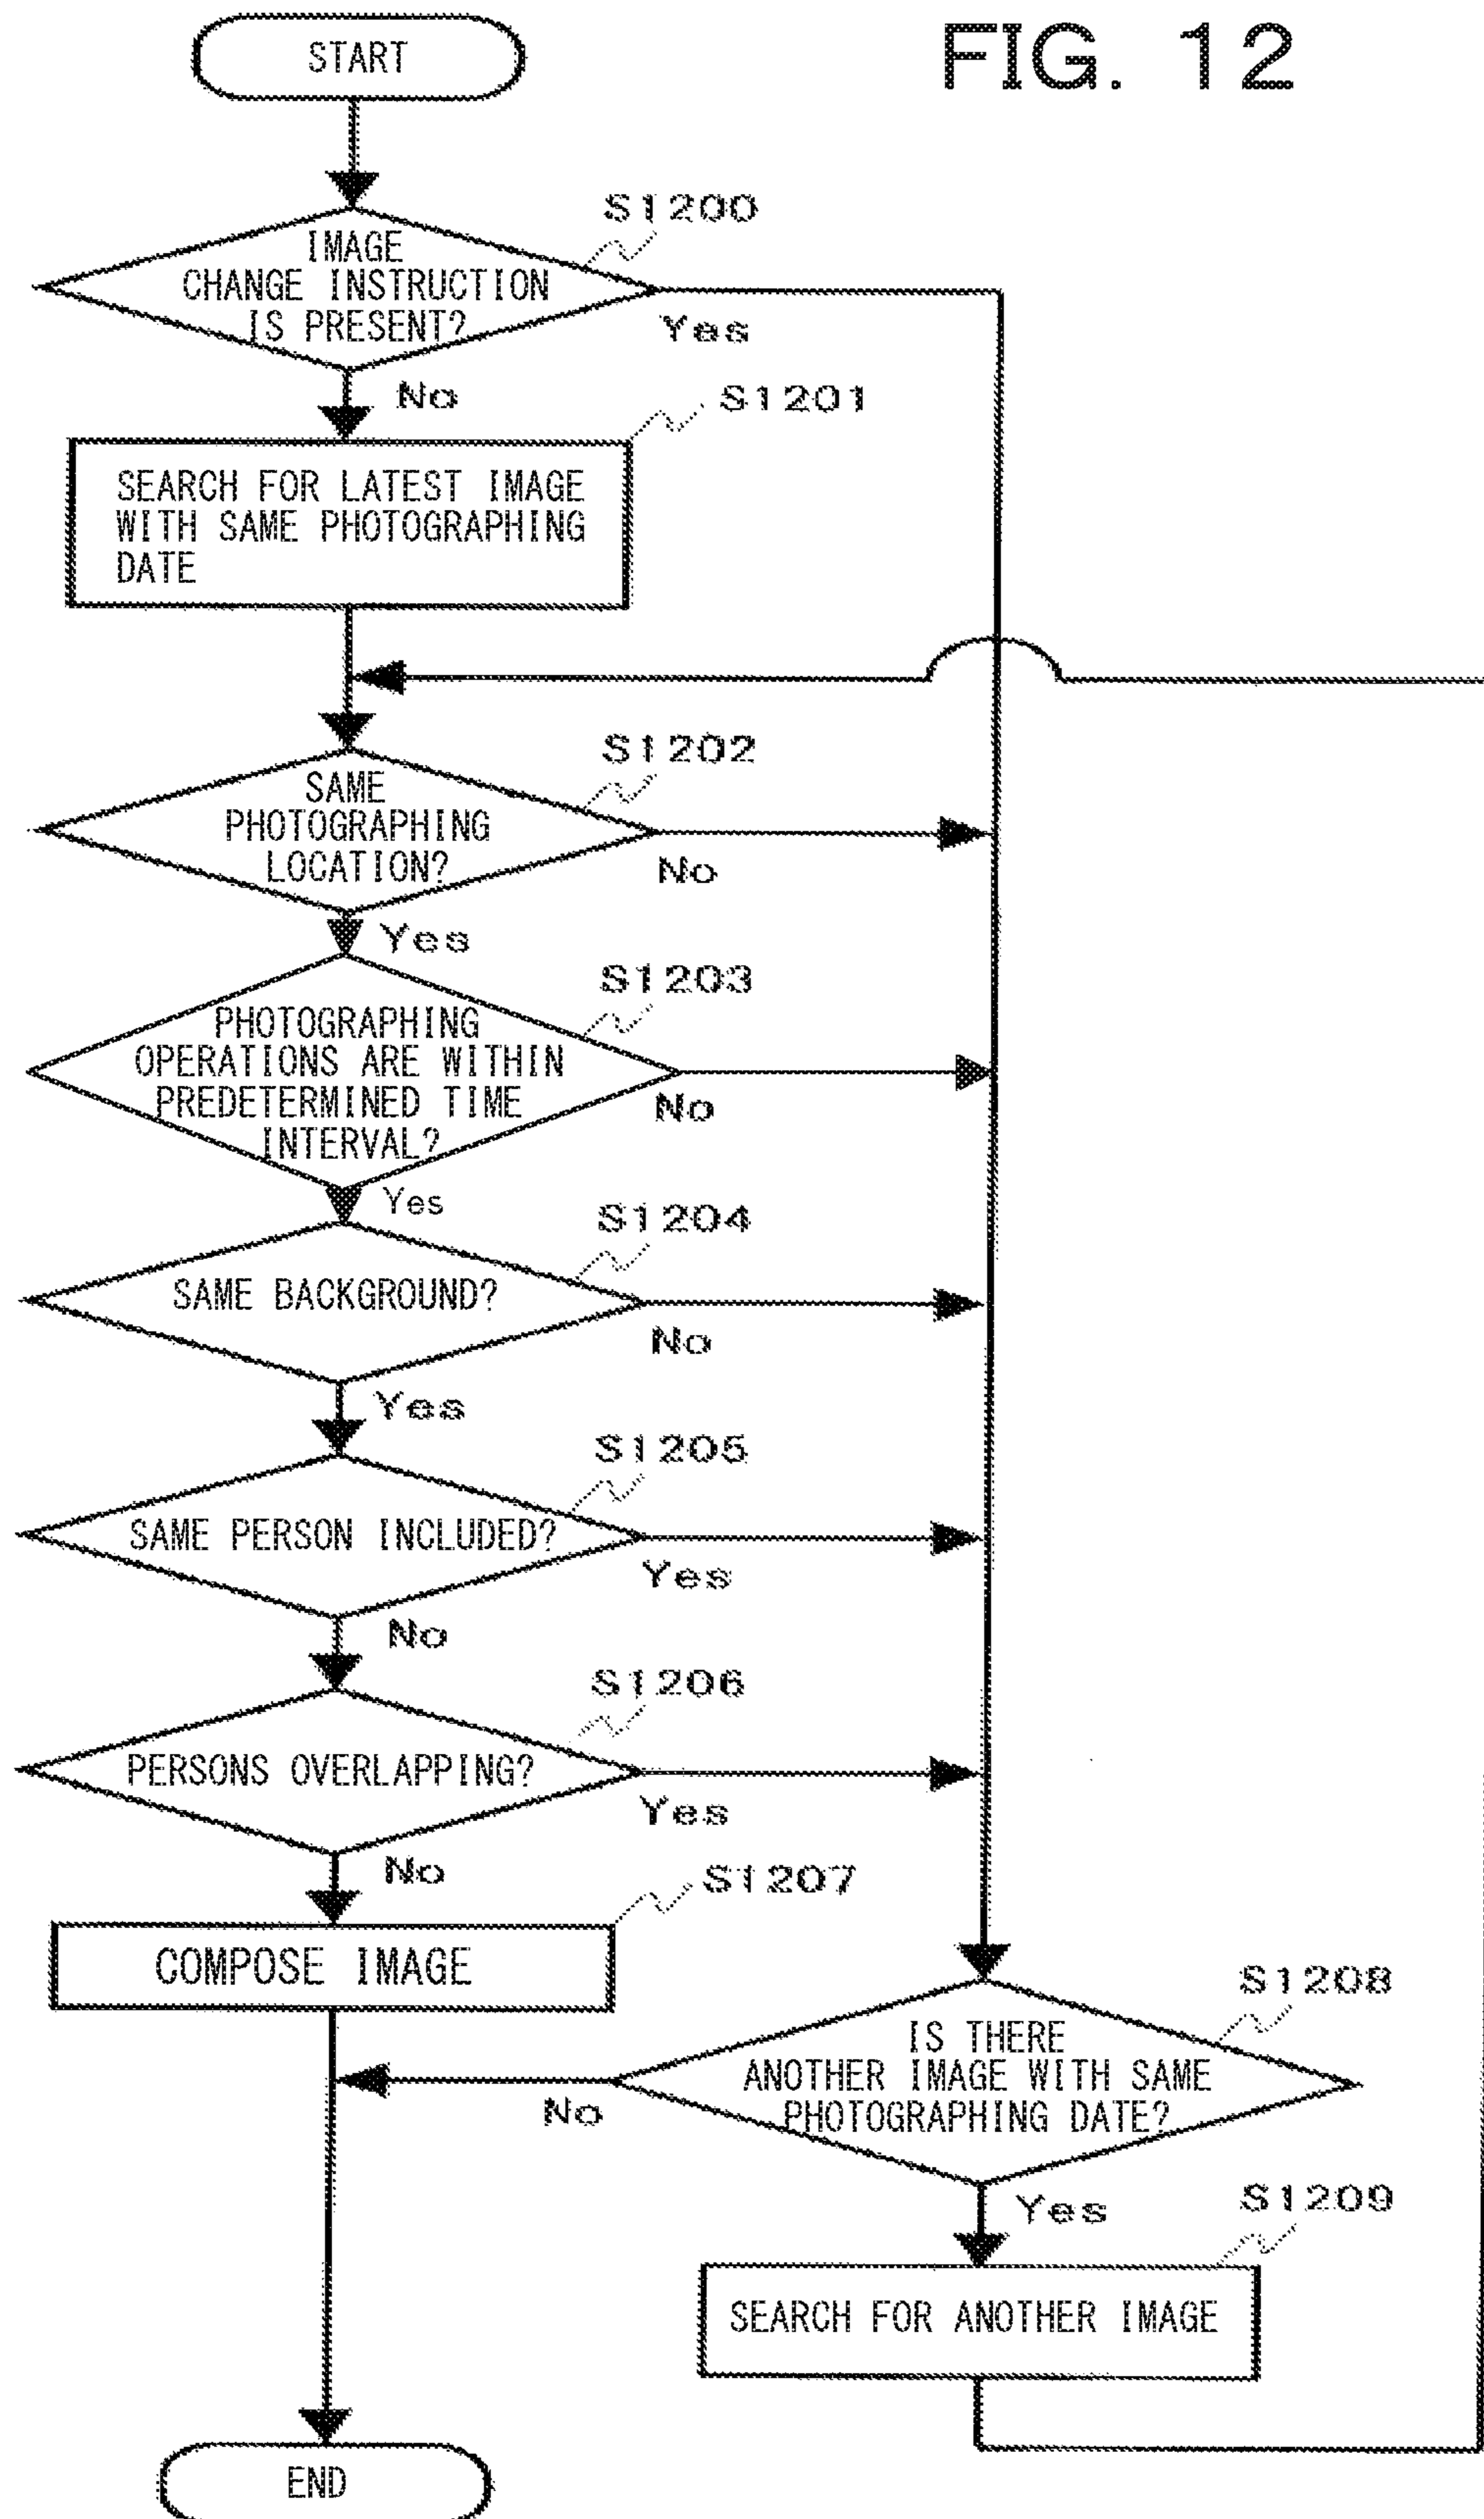 FIG. 12
START
S1200
IMAGE
CHANGE INSTRUCTION
IS PRESENT?
Yes
No
S1201
SEARCH FOR LATEST IMAGE
WITH SAME PHOTOGRAPHING
DATE
S1202
SAME
PHOTOGRAPHING
LOCATION?
No
Yes
S1203
PHOTOGRAPHING
OPERATIONS ARE WITHIN
PREDETERMINED TIME
INTERVAL?
No
Yes
S1204
SAME BACKGROUND?
No
Yes
S1205
SAME PERSON INCLUDED?
Yes
No
S1206
PERSONS OVERLAPPING?
Yes
No
S1207
COMPOSE IMAGE
S1208
IS THERE
ANOTHER IMAGE WITH SAME
PHOTOGRAPHING DATE?
No
Yes
S1209
SEARCH FOR ANOTHER IMAGE
END